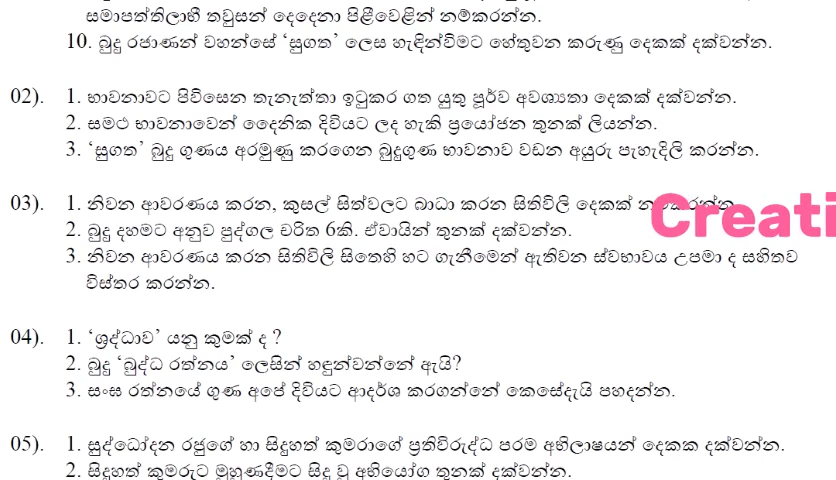 සමාපත්තිලාභී තවුසන් දෙදෙනා පිළිවෙළින් නම්කරන්න.
10. බුදු රජාණන් වහන්සේ ‘සුගත’ ලෙස හැඳින්වීමට හේතුවන කරුණු දෙකක් දක්වන්න.
02). 1. භාවනාවට පිවිසෙන තැනැත්තා ඉටුකර ගත යුතු පූර්ව අවශ්‍යතා දෙකක් දක්වන්න.
2. සමථ භාවනාවෙන් දෛනික දිවියට ලද හැකි ප්‍රයෝජන තුනක් ලියන්න.
3. ‘සුගත’ බුදු ගුණය අරමුණු කරගෙන බුදුගුණ භාවනාව වඩන අයුරු පැහැදිලි කරන්න.
03). 1. නිවන ආවරණය කරන, කුසල් සිත්වලට බාධා කරන සිතිවිලි දෙකක් නම්කරන්න.
Creati
2. බුදු දහමට අනුව පුද්ගල චරිත 6කි. ඒවායින් තුනක් දක්වන්න.
3. නිවන ආවරණය කරන සිතිවිලි සිතෙහි හට ගැනීමෙන් ඇතිවන ස්වභාවය උපමා ද සහිතව
විස්තර කරන්න.
04). 1. ‘ශ්‍රද්ධාව’ යනු කුමක් ද ?
2. බුදු ‘බුද්ධ රත්නය’ ලෙසින් හඳුන්වන්නේ ඇයි?
3. සංඝ රත්නයේ ගුණ අපේ දිවියට ආදර්ශ කරගන්නේ කෙසේදැයි පහදන්න.
05). 1. සුද්ධෝදන රජුගේ හා සිදුහත් කුමරාගේ ප්‍රතිවිරුද්ධ පරම අභිලාෂයන් දෙකක දක්වන්න.
2. සිදුහත් කුමරුට මුහුණදීමට සිදු වූ අභියෝග තුනක් දක්වන්න.